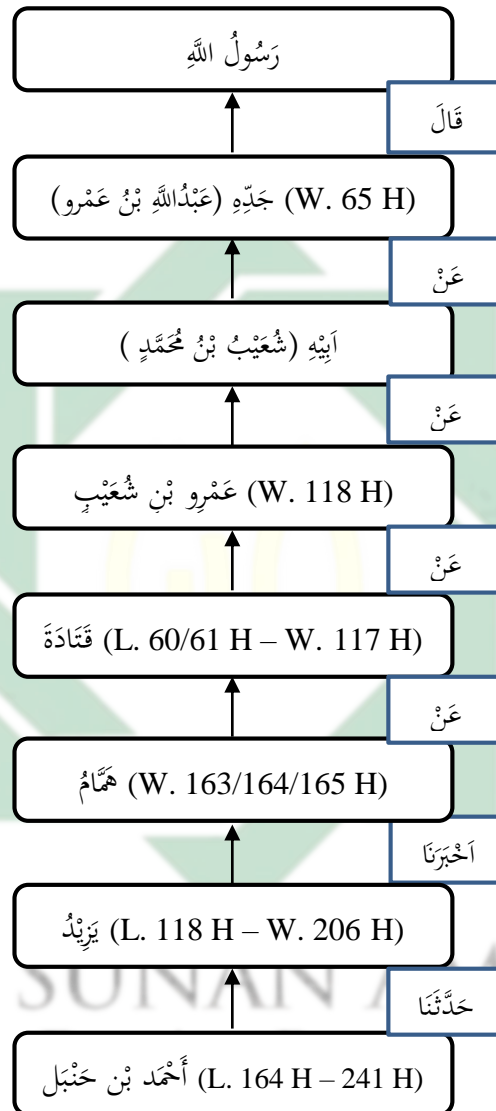 رَسُولُ اللَّهِ
قَالَ
جَدِّهِ (عَبْدُاللَّهِ بْنُ عَمْرو) (W. 65 H)
عَنْ
اَبِيْهِ (شُعَيْبُ بْنُ مُحَمَّدٍ )
عَنْ
عَمْرِو بْنِ شُعَيْبٍ (W. 118 H)
عَنْ
قَتَادَةَ (L. 60/61 H – W. 117 H)
عَنْ
هَمَّامُ (W. 163/164/165 H)
اَخْبَرَنَا
يَزِيْدُ (L. 118 H – W. 206 H)
SUNAN A
حَدَّثَنَا
أَحْمَد بْن حَنْبَل (L. 164 H – 241 H)